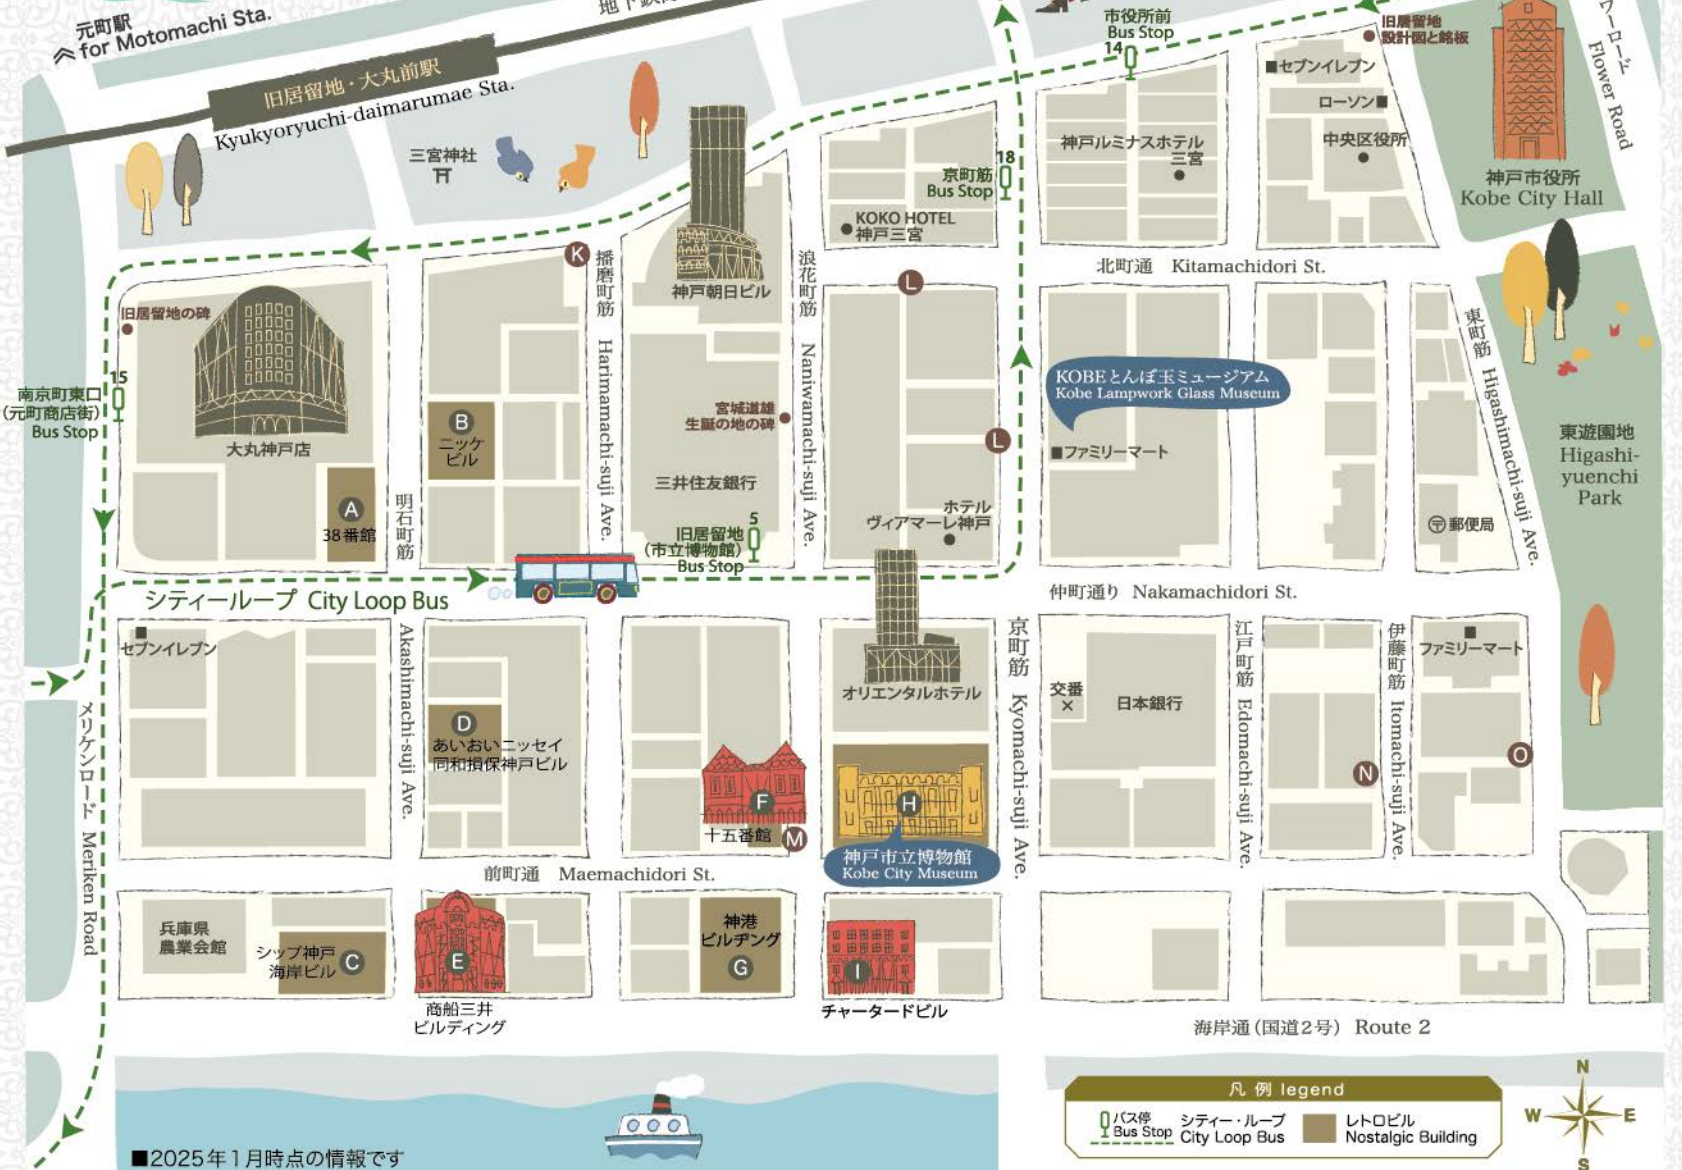 元町駅
for Motomachi Sta.
旧居留地・大丸前駅
Kyukyoryuchi-daimarumae Sta.
三宮神社
市役所前
Bus Stop
14
旧居留地
設計図と銘板
Flower Road
セブンイレブン
ローソン
中央区役所
神戸ルミナスホテル
三宮
神戸市役所
Kobe City Hall
18
京町筋
Bus Stop
KOKO HOTEL
神戸三宮
北町通 Kitamachidori St.
K
播磨町筋 Harimamachi-suji Ave.
神戸朝日ビル
浪花町筋 Naniwamachi-suji Ave.
L
旧居留地の碑
大丸神戸店
15
南京町東口
(元町商店街)
Bus Stop
B
ニッケ
ビル
宮城道雄
生誕の地の碑
L
KOBEとんぼ玉ミュージアム
Kobe Lampwork Glass Museum
ファミリーマート
東町筋 Higashimachi-suji Ave.
東遊園地
Higashi-
yuenchi
Park
A
38番館
明石町筋
三井住友銀行
5
旧居留地
(市立博物館)
Bus Stop
ホテル
ヴィアマーレ神戸
〒郵便局
シティーループ City Loop Bus
仲町通り Nakamachidori St.
セブンイレブン
Akashimachi-suji Ave.
D
あいおいニッセイ
同和損保神戸ビル
オリエンタルホテル
京町筋 Kyomachi-suji Ave.
交番
日本銀行
江戸町筋 Edomachi-suji Ave.
伊藤町筋 Itomachi-suji Ave.
ファミリーマート
N
O
メリケンロード Meriken Road
F
十五番館
M
H
神戸市立博物館
Kobe City Museum
前町通 Maemachidori St.
兵庫県
農業会館
シップ神戸
海岸ビル
C
E
商船三井
ビルディング
神港
ビルヂング
G
I
チャータードビル
海岸通(国道2号) Route 2
凡例 legend
バス停
Bus Stop
シティー・ループ
City Loop Bus
レトロビル
Nostalgic Building
N
W
E
S
■2025年1月時点の情報です